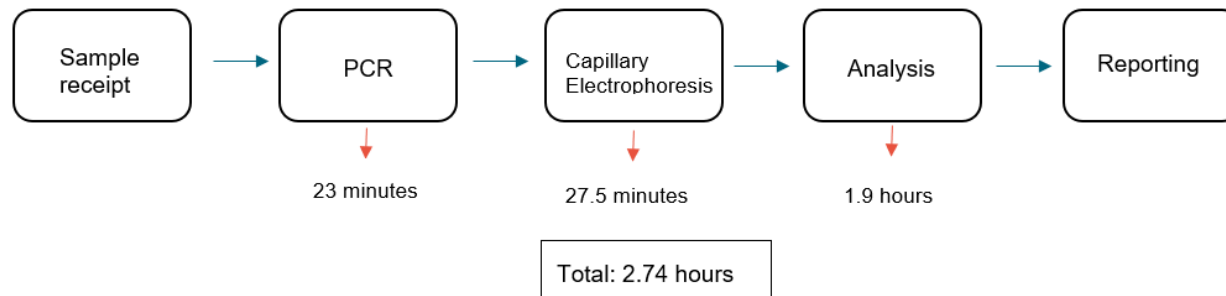 Sample
receipt
PCR
Capillary
Electrophoresis
Analysis
Reporting
23 minutes
27.5 minutes
1.9 hours
Total: 2.74 hours